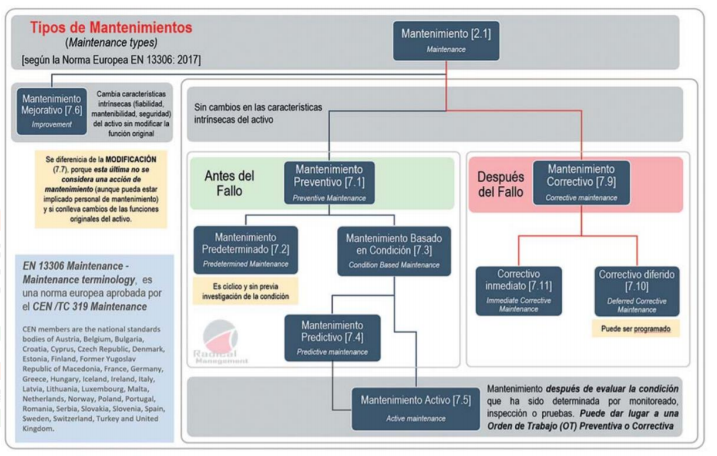 Tipos de Mantenimientos
(Maintenance types)
[según la Norma Europea EN 13306: 2017]
Mantenimiento [2.1]
Maintenance
Mantenimiento
Mejorativo [7.6]
Improvement
Cambia características
intrínsecas (fiabilidad,
mantenibilidad, seguridad)
del activo sin modificar la
función original
Sin cambios en las características
intrínsecas del activo
Se diferencia de la MODIFICACIÓN
(7.7), porque esta última no se
considera una acción de
mantenimiento (aunque pueda estar
implicado personal de mantenimiento)
y si conlleva cambios de las funciones
originales del activo.
Antes del
Fallo
Mantenimiento
Preventivo [7.1]
Preventive Maintenance
Después
del Fallo
Mantenimiento
Correctivo [7.9]
Corrective maintenance
Mantenimiento
Predeterminado [7.2]
Predetermined Maintenance
Es cíclico y sin previa
investigación de la condición
Mantenimiento Basado
en Condición [7.3]
Condition Based Maintenance
Correctivo
inmediato [7.11]
Immediate Corrective
Maintenance
Correctivo diferido
[7.10]
Deferred Corrective
Maintenance
Puede ser programado
EN 13306 Maintenance -
Maintenance terminology, es
una norma europea aprobada por
el CEN /TC 319 Maintenance
CEN members are the national standards
bodies of Austria, Belgium, Bulgaria,
Croatia, Cyprus, Czech Republic, Denmark,
Estonia, Finland, Former Yugoslav
Republic of Macedonia, France, Germany,
Greece, Hungary, Iceland, Ireland, Italy,
Latvia, Lithuania, Luxembourg, Malta,
Netherlands, Norway, Poland, Portugal,
Romania, Serbia, Slovakia, Slovenia, Spain,
Sweden, Switzerland, Turkey and United
Kingdom.
Radical
Management
Mantenimiento
Predictivo [7.4]
Predictive maintenance
Mantenimiento Activo [7.5]
Active maintenance
Mantenimiento después de evaluar la condición
que ha sido determinada por monitoreado,
inspección o pruebas. Puede dar lugar a una
Orden de Trabajo (OT) Preventiva o Correctiva